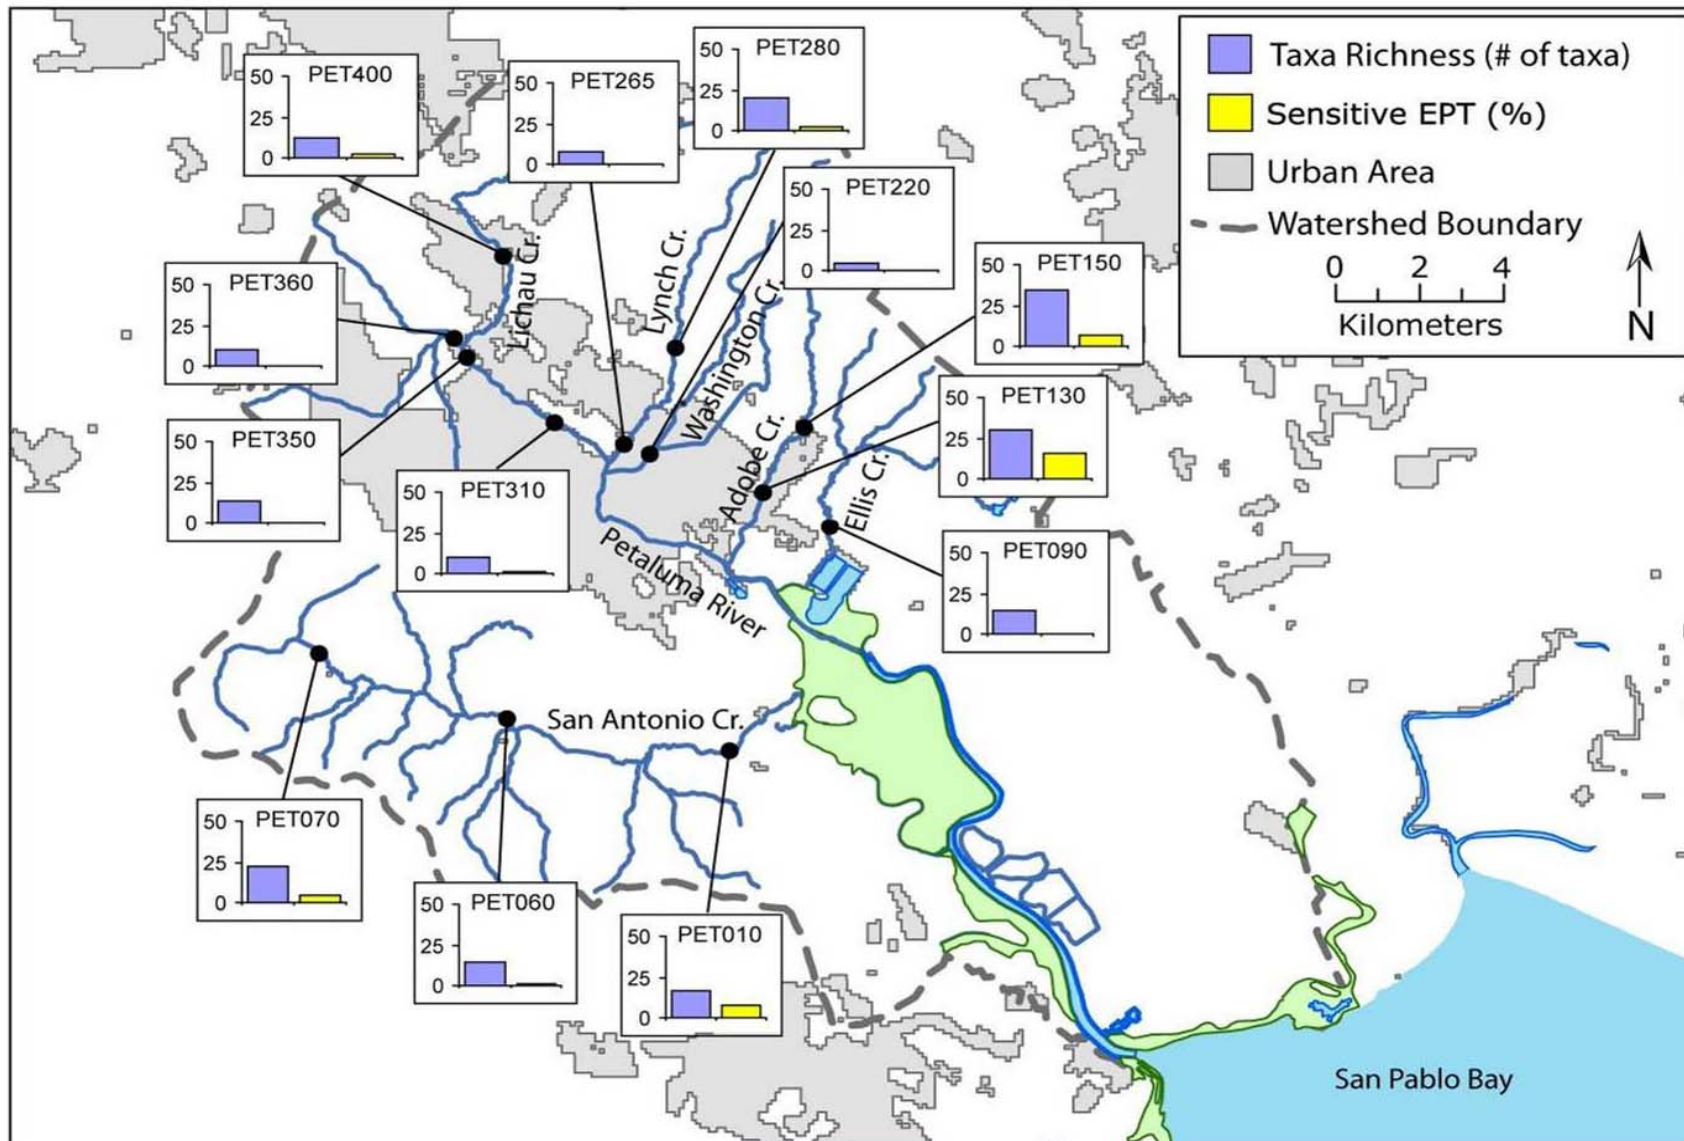 PET400
50
25
0
PET265
50
25
0
PET280
50
25
0
PET220
50
25
0
PET360
50
25
0
PET350
50
25
0
PET310
50
25
0
PET150
50
25
0
PET130
50
25
0
PET090
50
25
0
PET070
50
25
0
PET060
50
25
0
PET010
50
25
0
Taxa Richness (# of taxa)
Sensitive EPT (%)
Urban Area
Watershed Boundary
0 2 4
Kilometers
N
Lichau Cr.
Lynch Cr.
Washington Cr.
Adobe Cr.
Ellis Cr.
Petaluma River
San Antonio Cr.
San Pablo Bay